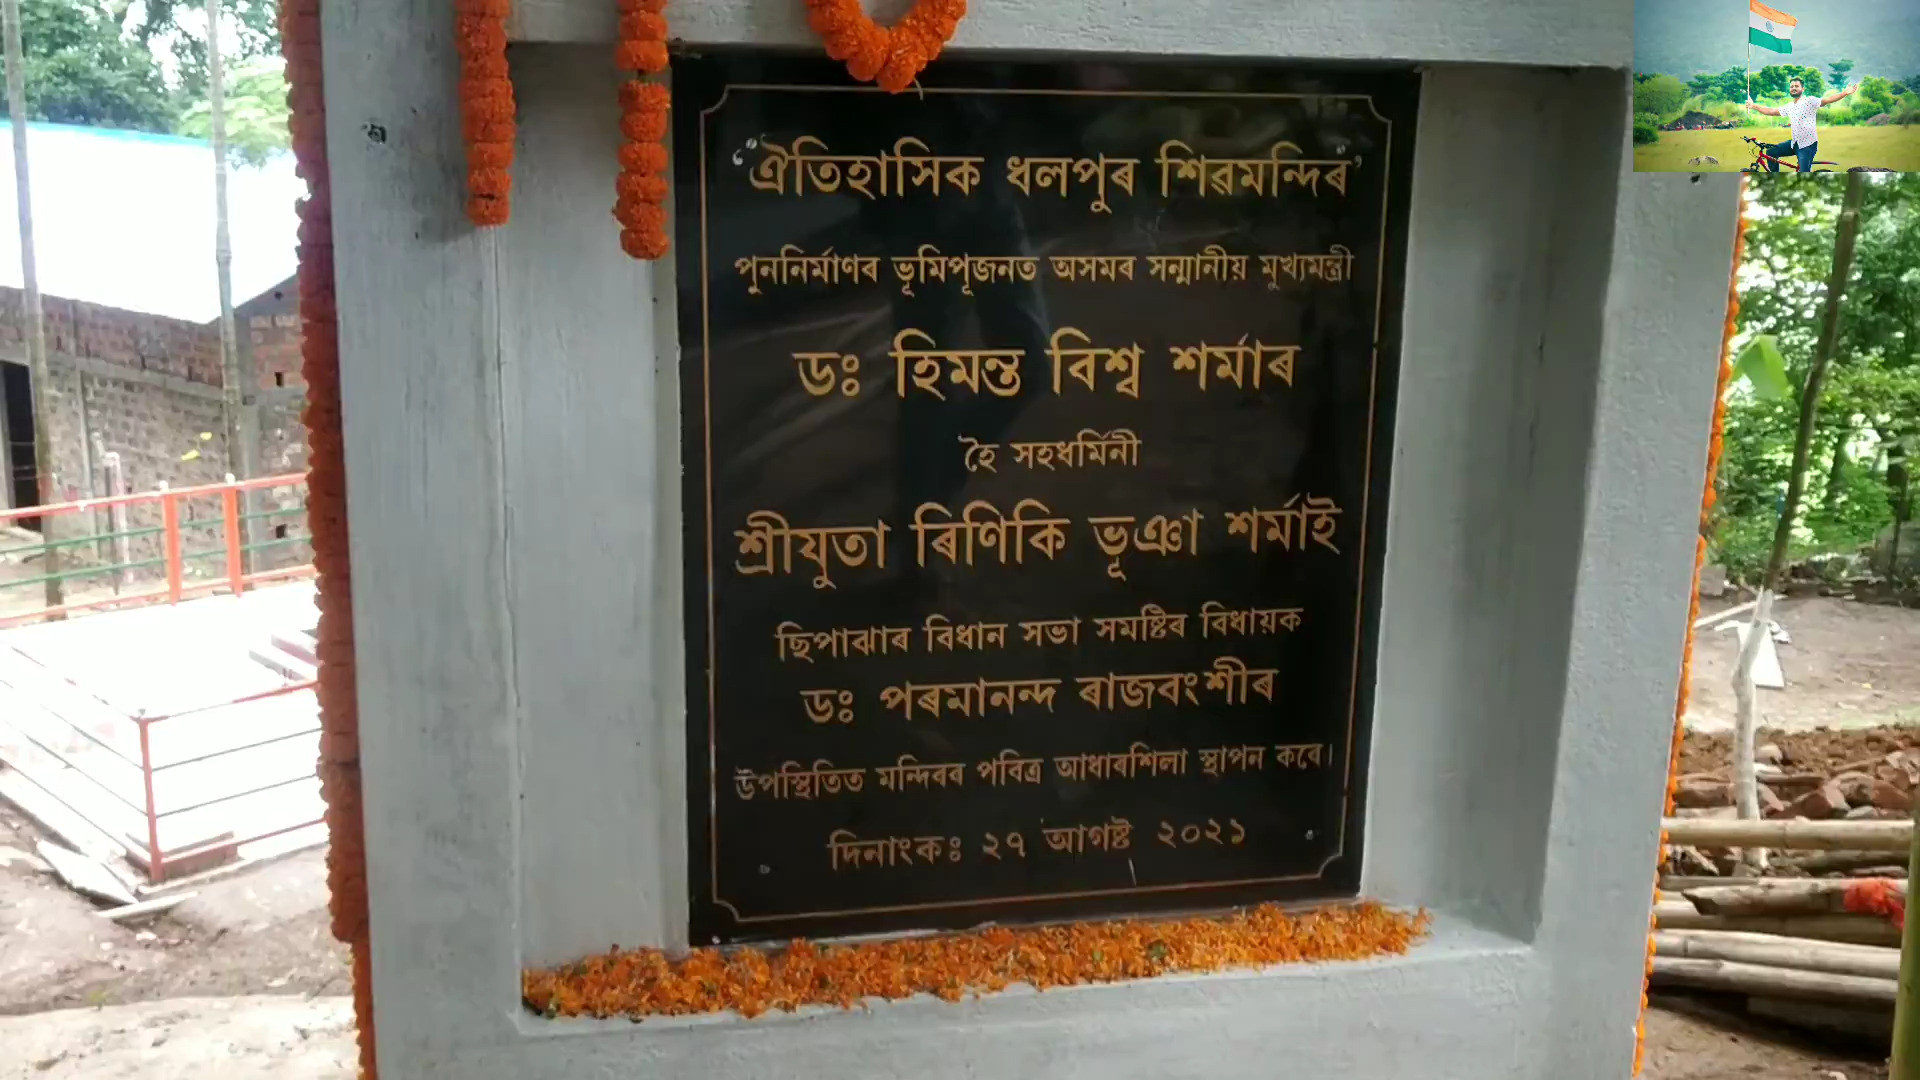 “ঐতিহাসিক ধলপুৰ শিৱমন্দিৰ”
পুনৰ্নিৰ্মাণৰ ভূমিপূজনত অসমৰ সন্মানীয় মুখ্যমন্ত্ৰী
ডঃ হিমন্ত বিশ্ব শৰ্মাৰ
হৈ সহধৰ্মিনী
শ্ৰীযুতা ৰিণিকি ভূঞা শৰ্মাই
ছিপাঝাৰ বিধান সভা সমষ্টিৰ বিধায়ক
ডঃ পৰমানন্দ ৰাজবংশীৰ
উপস্থিতিত মন্দিৰৰ পবিত্ৰ আধাৰশিলা স্থাপন কৰে।
দিনাংকঃ ২৭ আগষ্ট ২০২১